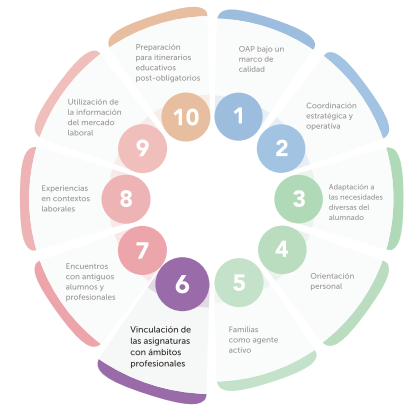 1
OAP bajo un
marco de
calidad
2
Coordinación
estratégica y
operativa
3
Adaptación a
las necesidades
diversas del
alumnado
4
Orientación
personal
5
Familias
como agente
activo
6
Vinculación de
las asignaturas
con ámbitos
profesionales
7
Encuentros
con antiguos
alumnos y
profesionales
8
Experiencias
en contextos
laborales
9
Utilización de
la información
del mercado
laboral
10
Preparación
para itinerarios
educativos
post-obligatorios